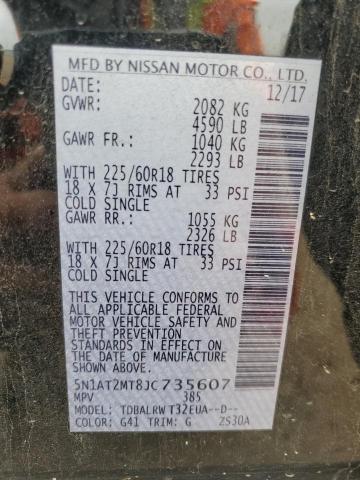 MFD BY NISSAN MOTOR CO., LTD.
DATE: 12/17
GVWR: 2082 KG
4590 LB
GAWR FR.: 1040 KG
2293 LB
WITH 225/60R18 TIRES
18 X 7J RIMS AT 33 PSI
COLD SINGLE
GAWR RR.: 1055 KG
2326 LB
WITH 225/60R18 TIRES
18 X 7J RIMS AT 33 PSI
COLD SINGLE
THIS VEHICLE CONFORMS TO
ALL APPLICABLE FEDERAL
MOTOR VEHICLE SAFETY
STANDARDS IN EFFECT ON
THE DATE OF MANUFACTURE
SHOWN ABOVE.
5N1AT2MT8JC735607
MPV 385
MODEL: TDBALRW T32EUA--D--
COLOR: G41 TRIM: G ZS30A